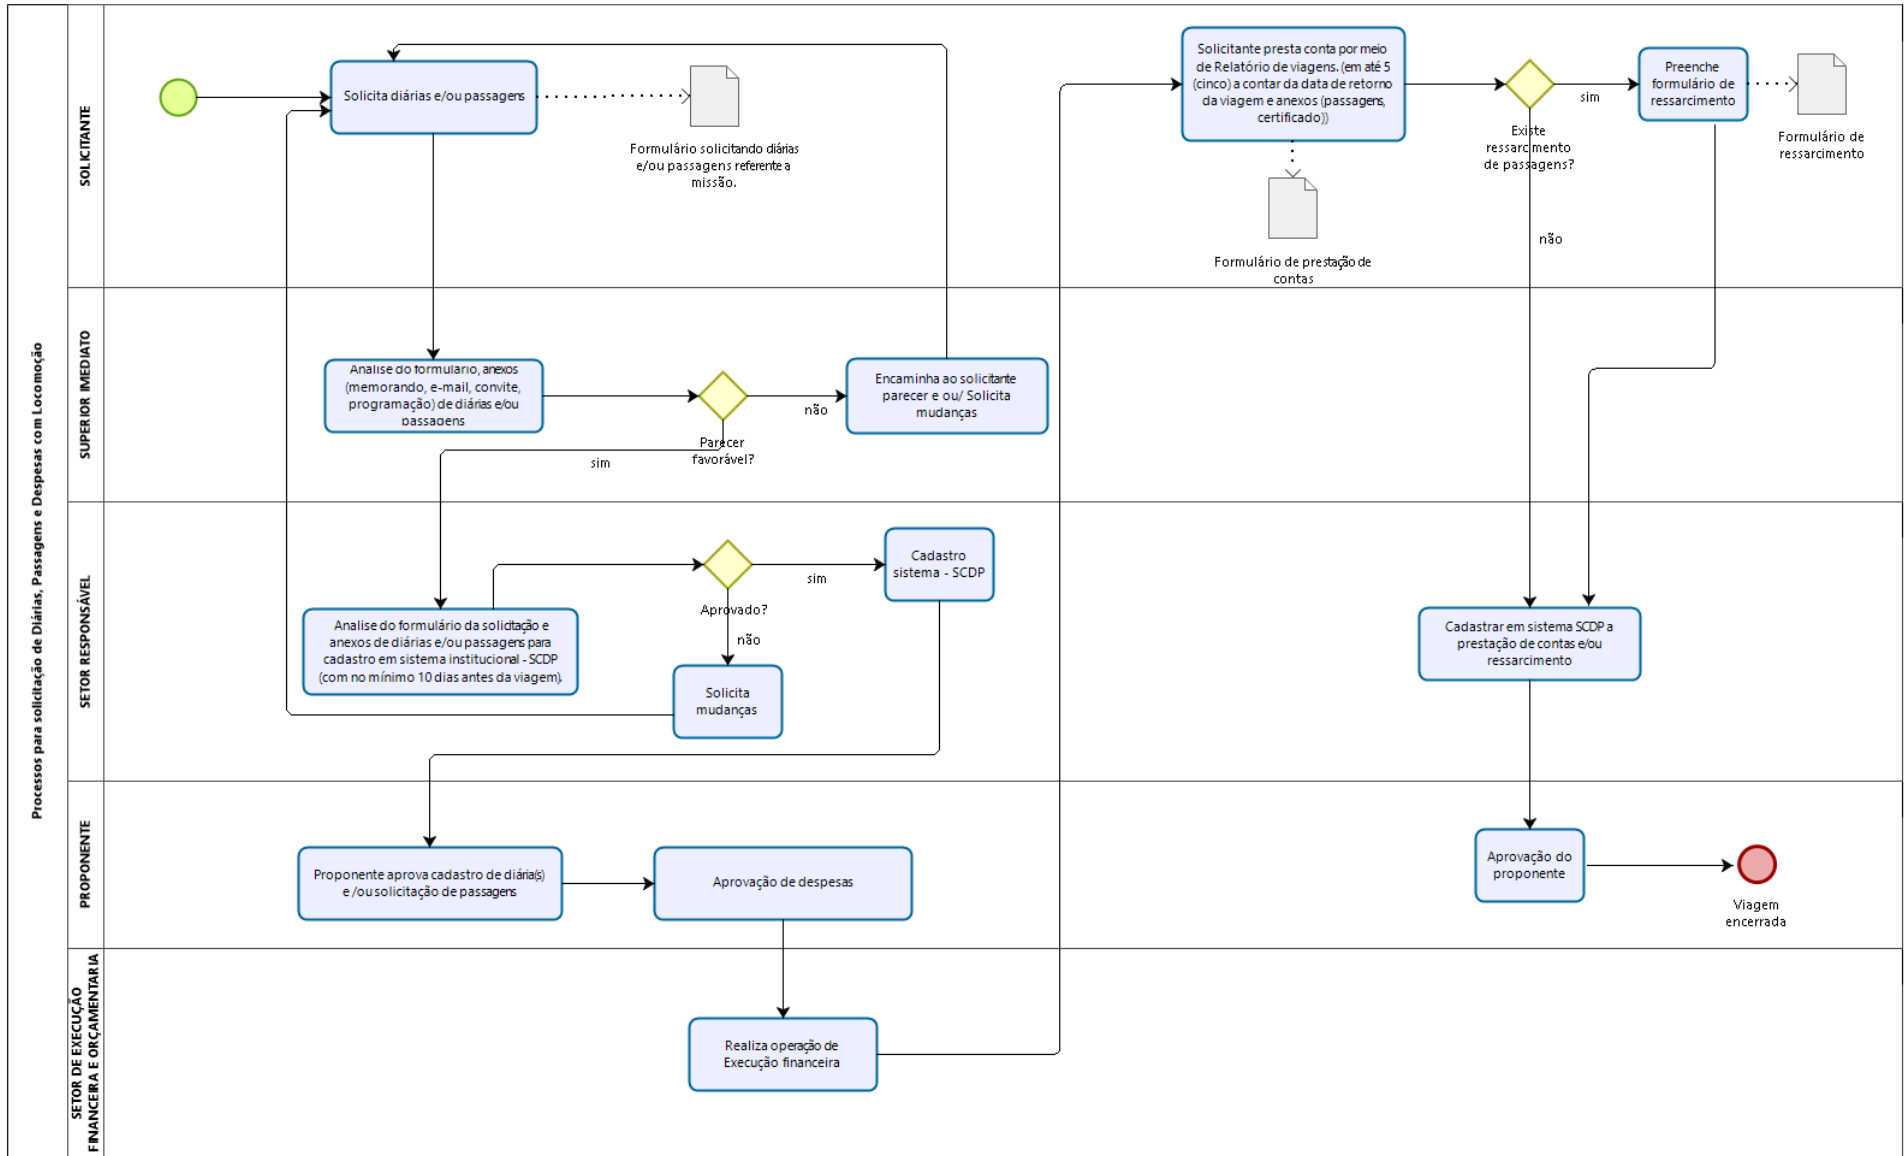 Processos para solicitação de Diárias, Passagens e Despesas com Locomoção
SOLICITANTE
Solicita diárias e/ou passagens
Formulário solicitando diárias
e/ou passagens referente a
missão.
Solicitante presta conta por meio
de Relatório de viagens. (em até 5
(cinco) a contar da data de retorno
da viagem e anexos (passagens,
certificado))
Formulário de prestação de
contas
Existe
ressarcimento
de passagens?
sim
não
Preenche
formulário de
ressarcimento
Formulário de
ressarcimento
SUPERIOR IMEDIATO
Analise do formulário, anexos
(memorando, e-mail, convite,
programação) de diárias e/ou
passagens
Parecer
favorável?
não
sim
Encaminha ao solicitante
parecer e ou/ Solicita
mudanças
SETOR RESPONSÁVEL
Analise do formulário da solicitação e
anexos de diárias e/ou passagens para
cadastro em sistema institucional - SCDP
(com no mínimo 10 dias antes da viagem).
Aprovado?
sim
não
Cadastro
sistema - SCDP
Solicita
mudanças
Cadastrar em sistema SCDP a
prestação de contas e/ou
ressarcimento
PROPONENTE
Proponente aprova cadastro de diária(s)
e /ou solicitação de passagens
Aprovação de despesas
Aprovação do
proponente
Viagem
encerrada
SETOR DE EXECUÇÃO
FINANCEIRA E ORÇAMENTARIA
Realiza operação de
Execução financeira